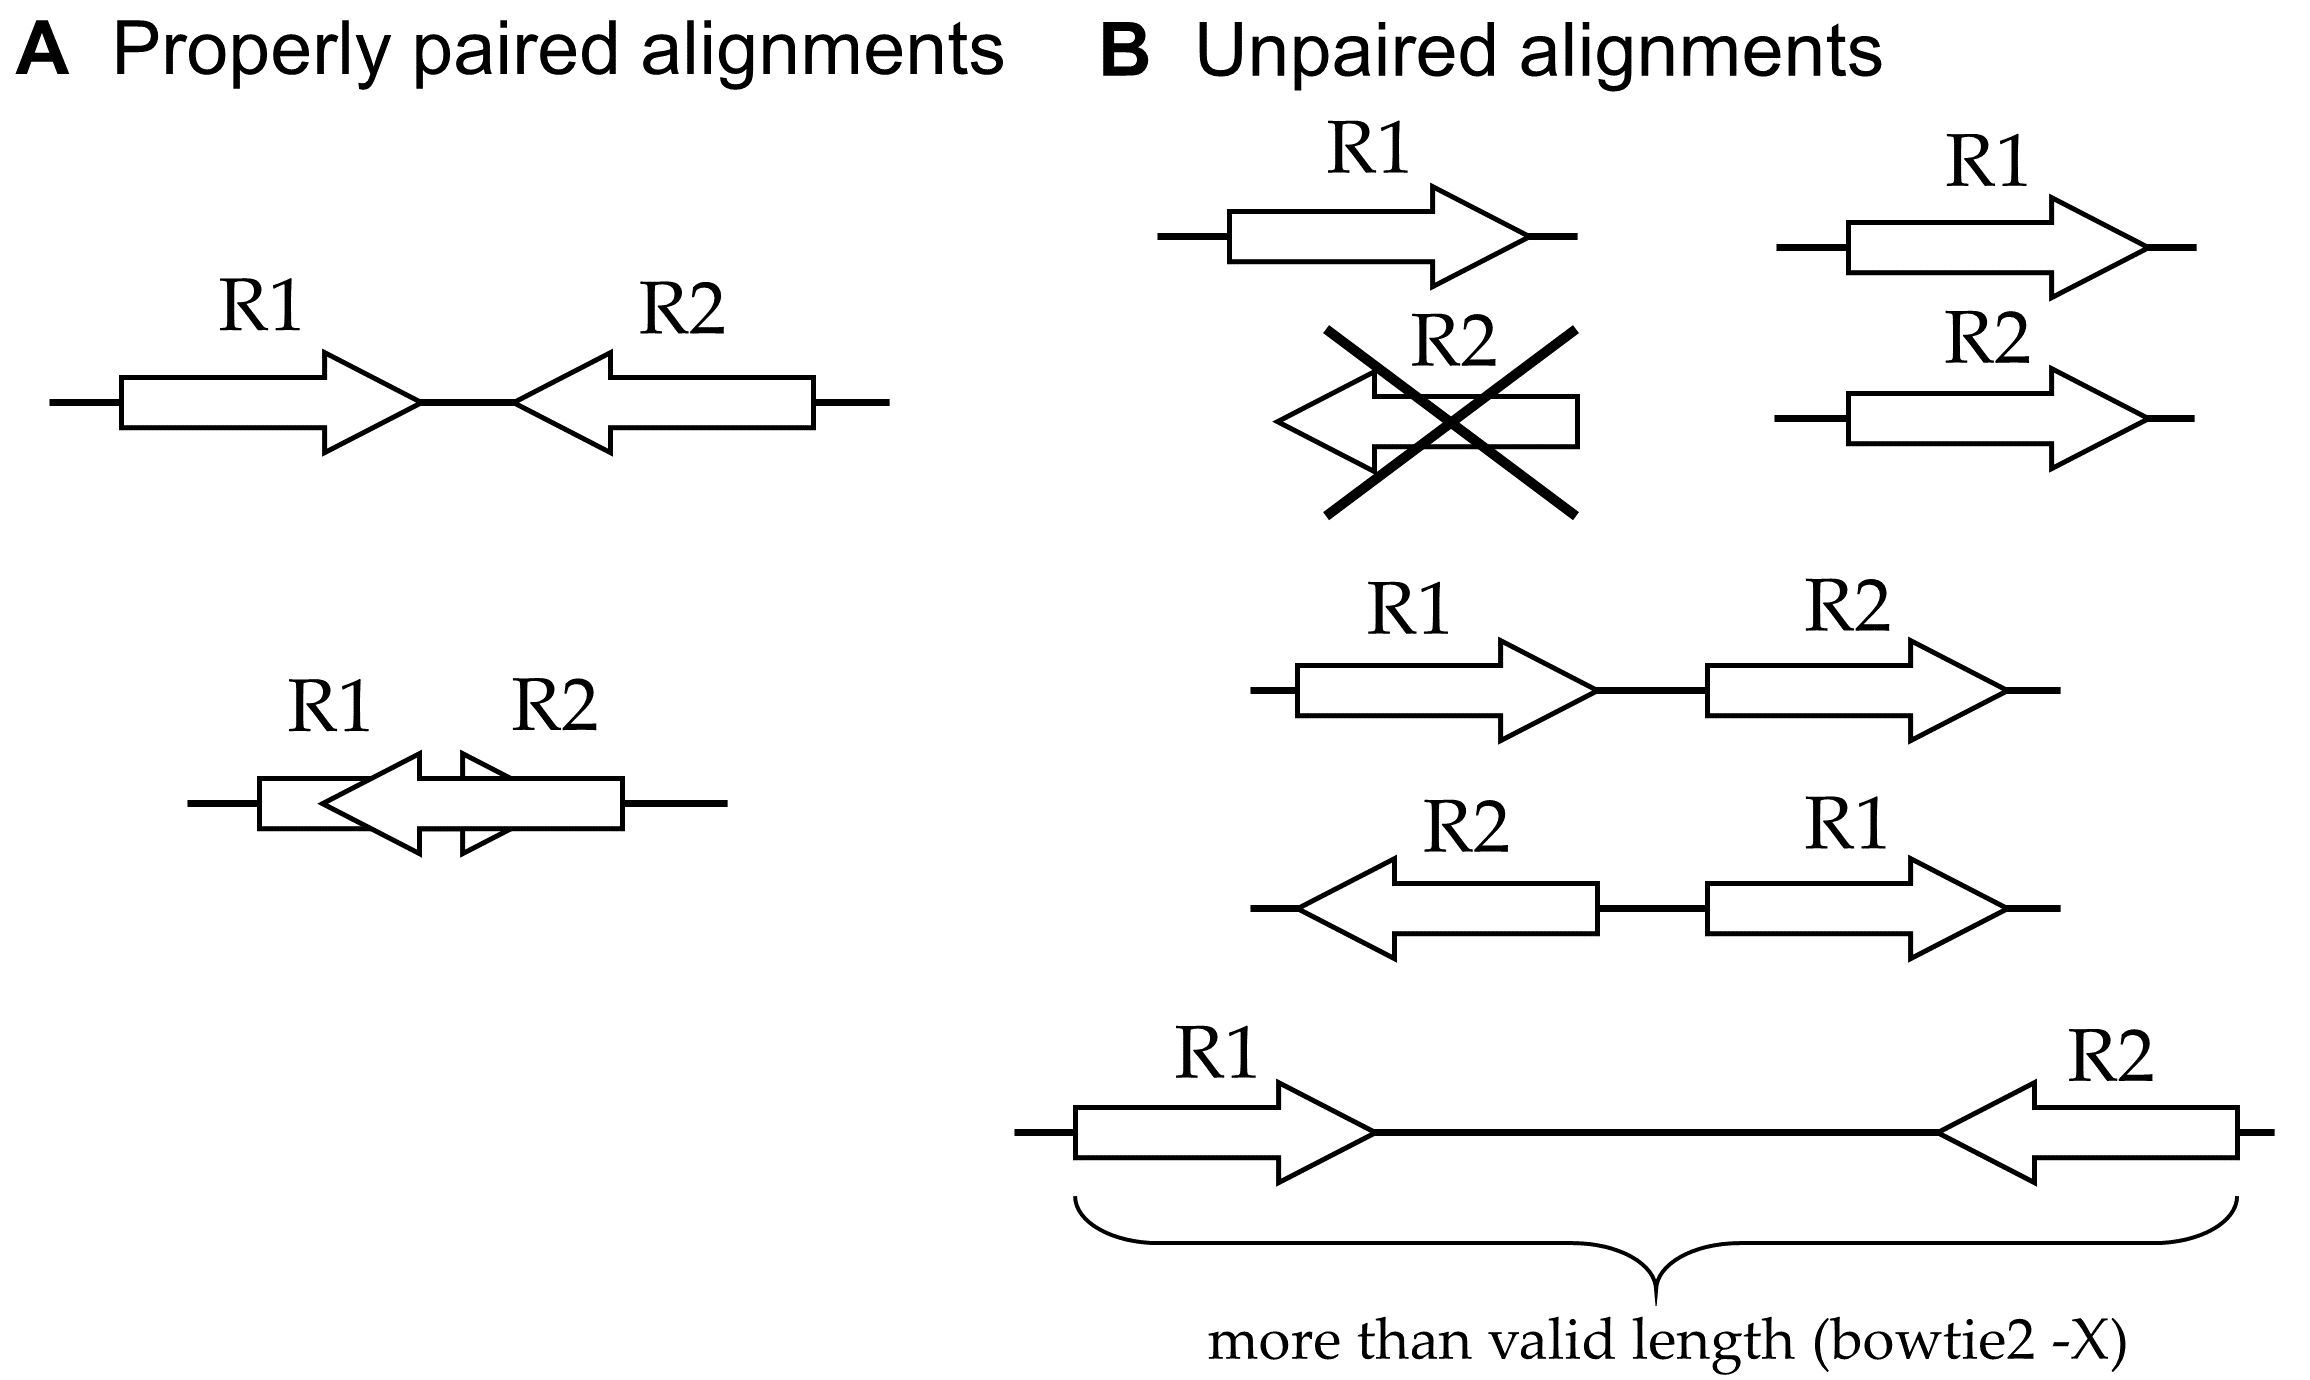 A Properly paired alignments
R1 R2
R1 R2
B Unpaired alignments
R1
R2
R1
R2
R1 R2
R2 R1
R1 R2
more than valid length (bowtie2 -X)